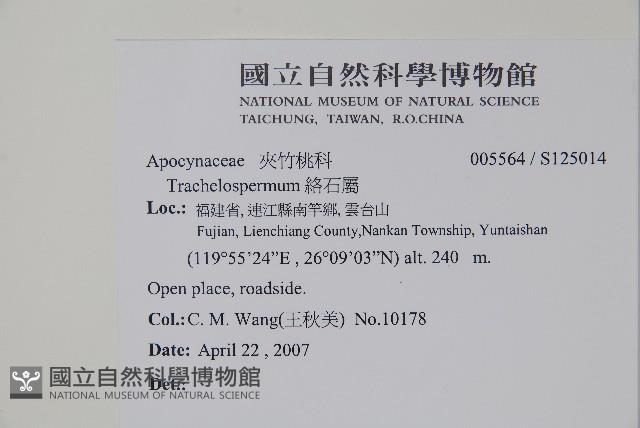 國立自然科學博物館
NATIONAL MUSEUM OF NATURAL SCIENCE
TAICHUNG, TAIWAN, R.O.CHINA
Apocynaceae 夾竹桃科 005564 / S125014
Trachelospermum 絡石屬
Loc.: 福建省, 連江縣南竿鄉, 雲台山
Fujian, Lienchiang County,Nankan Township, Yuntaishan
(119°55’24”E , 26°09’03”N) alt. 240 m.
Open place, roadside.
Col.: C. M. Wang(王秋美) No.10178
Date: April 22 , 2007
Det.:
國立自然科學博物館
NATIONAL MUSEUM OF NATURAL SCIENCE